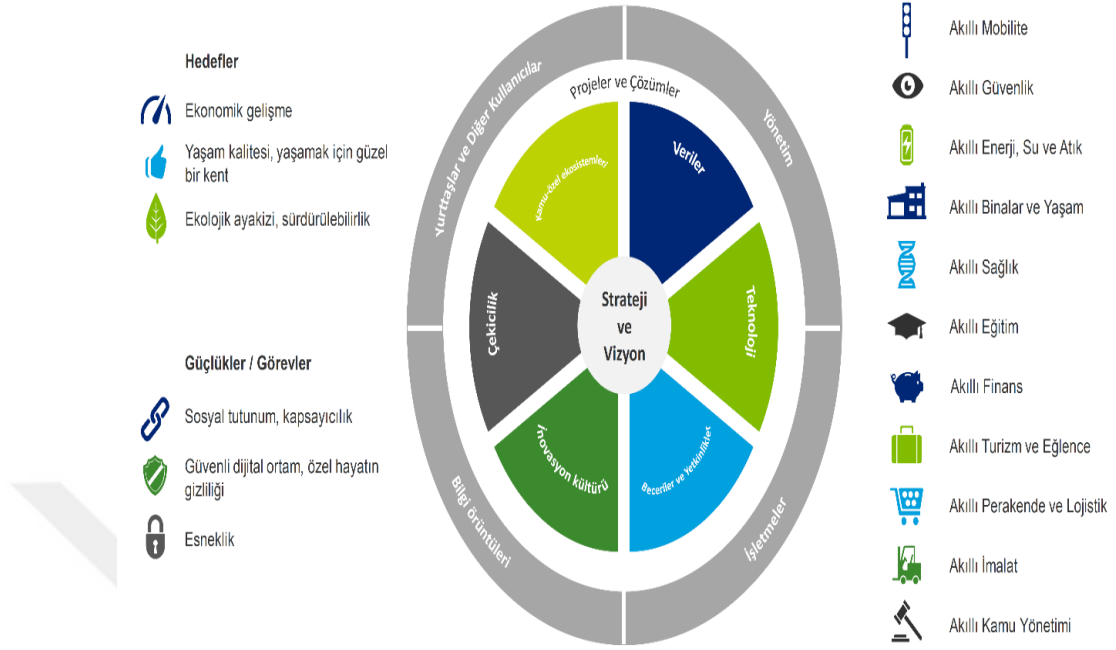 Hedefler
Ekonomik gelişme
Yaşam kalitesi, yaşamak için güzel
bir kent
Ekolojik ayakizi, sürdürülebilirlik
Güçlükler / Görevler
Sosyal tutunum, kapsayıcılık
Güvenli dijital ortam, özel hayatın
gizliliği
Esneklik
Yurttaşlar ve Diğer Kullanıcılar
Yönetim
Bilgi örüntüleri
İşletmeler
Projeler ve Çözümler
Kamu-özel ekosistemleri
Veriler
Çekicilik
Teknoloji
İnovasyon kültürü
Beceriler ve Yetkinlikler
Strateji
ve
Vizyon
Akıllı Mobilite
Akıllı Güvenlik
Akıllı Enerji, Su ve Atık
Akıllı Binalar ve Yaşam
Akıllı Sağlık
Akıllı Eğitim
Akıllı Finans
Akıllı Turizm ve Eğlence
Akıllı Perakende ve Lojistik
Akıllı İmalat
Akıllı Kamu Yönetimi